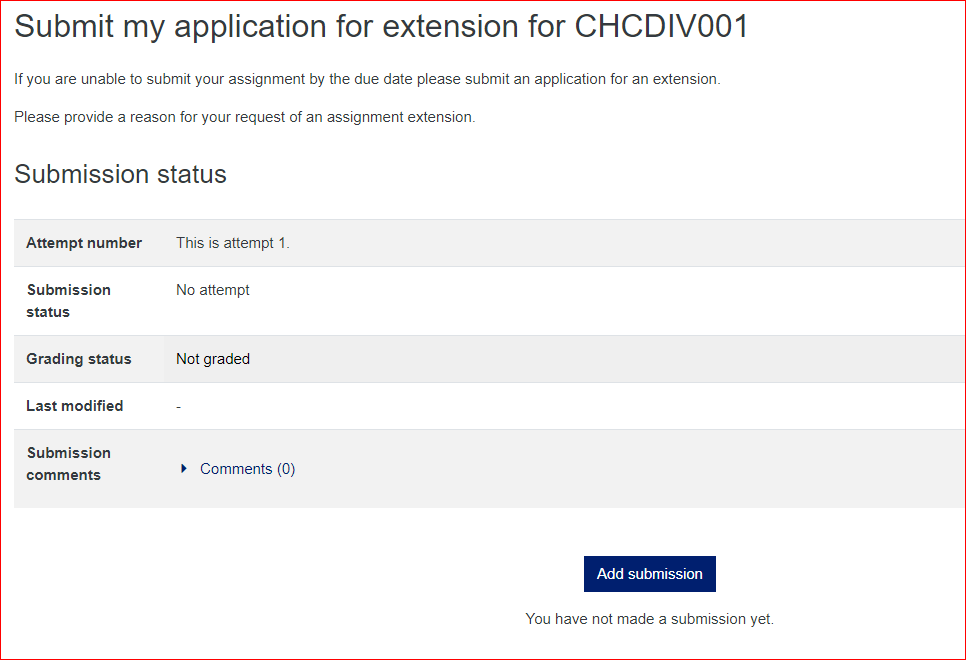 Submit my application for extension for CHCDIV001
If you are unable to submit your assignment by the due date please submit an application for an extension.
Please provide a reason for your request of an assignment extension.
Submission status
Attempt number This is attempt 1.
Submission status No attempt
Grading status Not graded
Last modified -
Submission comments Comments (0)
Add submission
You have not made a submission yet.